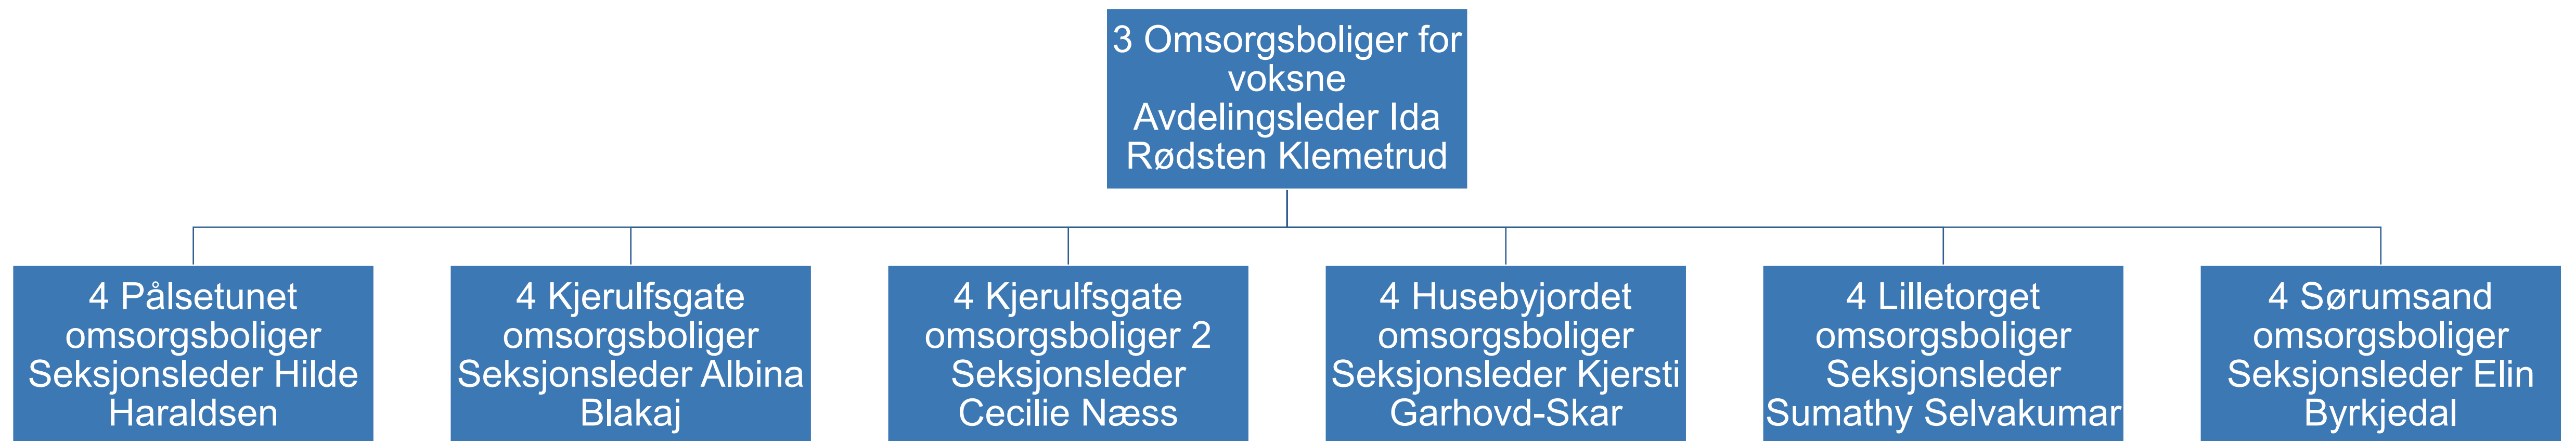 3 Omsorgsboliger for
voksne
Avdelingsleder Ida
Rødsten Klemetrud
4 Pålsetunet
omsorgsboliger
Seksjonsleder Hilde
Haraldsen
4 Kjerulfsgate
omsorgsboliger
Seksjonsleder Albina
Blakaj
4 Kjerulfsgate
omsorgsboliger 2
Seksjonsleder
Cecilie Næss
4 Husebyjordet
omsorgsboliger
Seksjonsleder Kjersti
Garhovd-Skar
4 Lilletorget
omsorgsboliger
Seksjonsleder
Sumathy Selvakumar
4 Sørumsand
omsorgsboliger
Seksjonsleder Elin
Byrkjedal